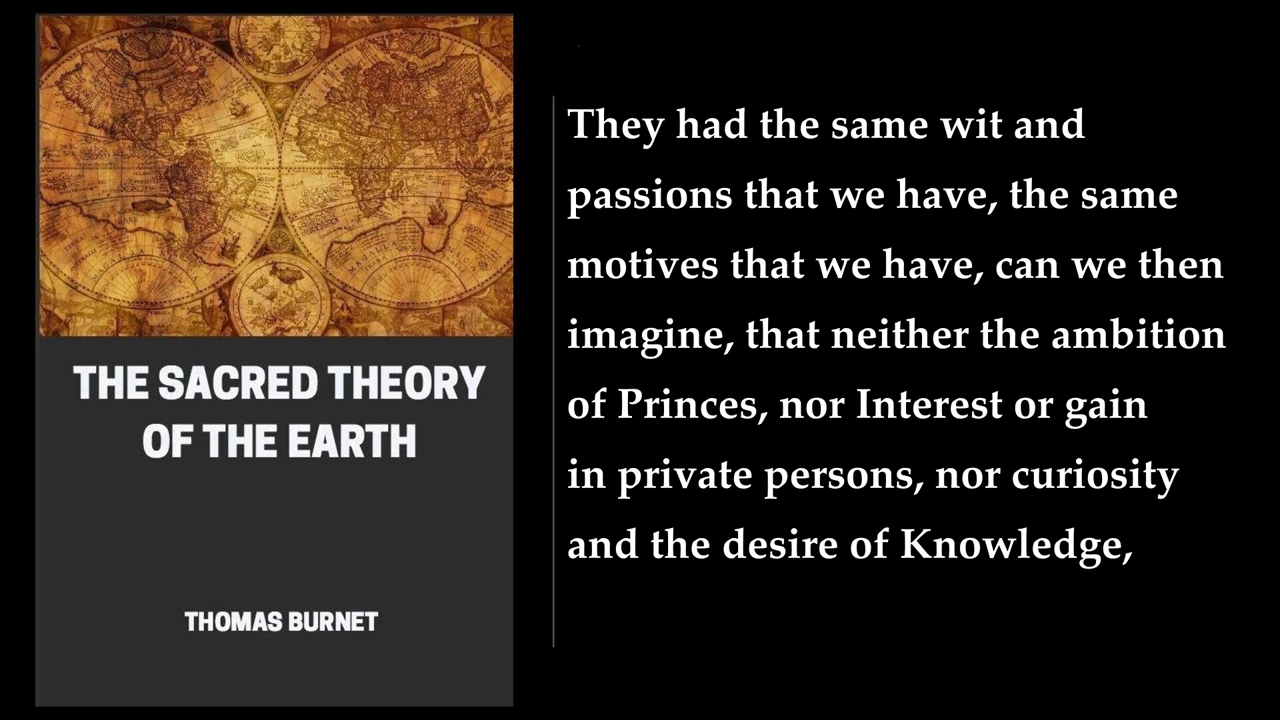 THE SACRED THEORY
OF THE EARTH
THOMAS BURNET
They had the same wit and
passions that we have, the same
motives that we have, can we then
imagine, that neither the ambition
of Princes, nor Interest or gain
in private persons, nor curiosity
and the desire of Knowledge,